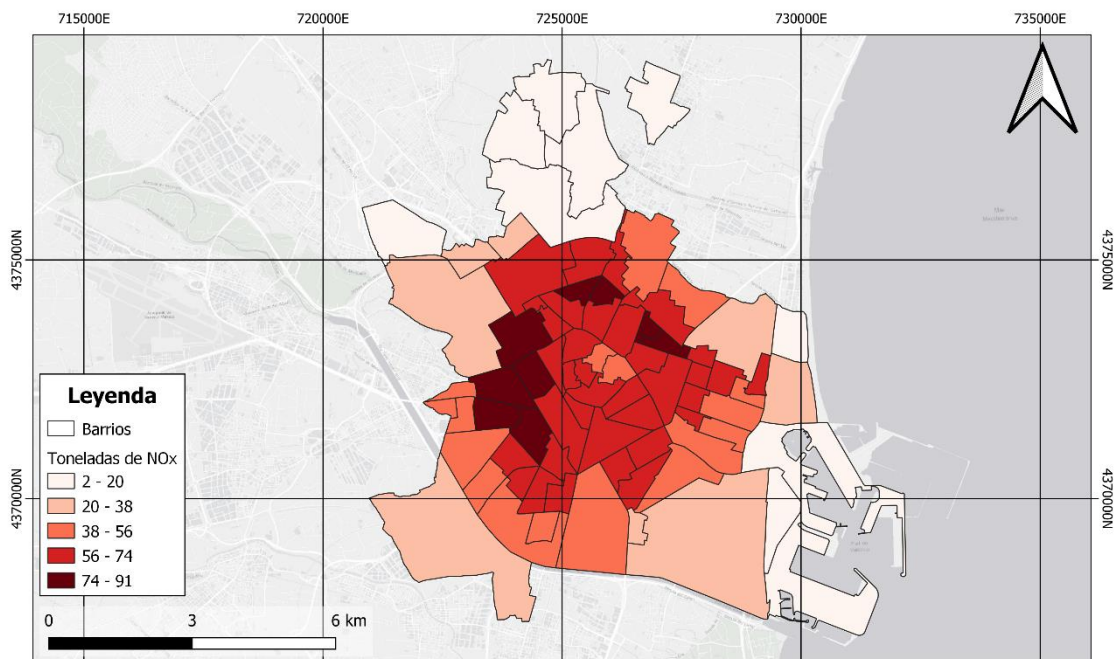 715000E
720000E
725000E
730000E
735000E
4375000N
4375000N
4370000N
4370000N
Leyenda
Barrios
Toneladas de NOx
2 - 20
20 - 38
38 - 56
56 - 74
74 - 91
0
3
6 km